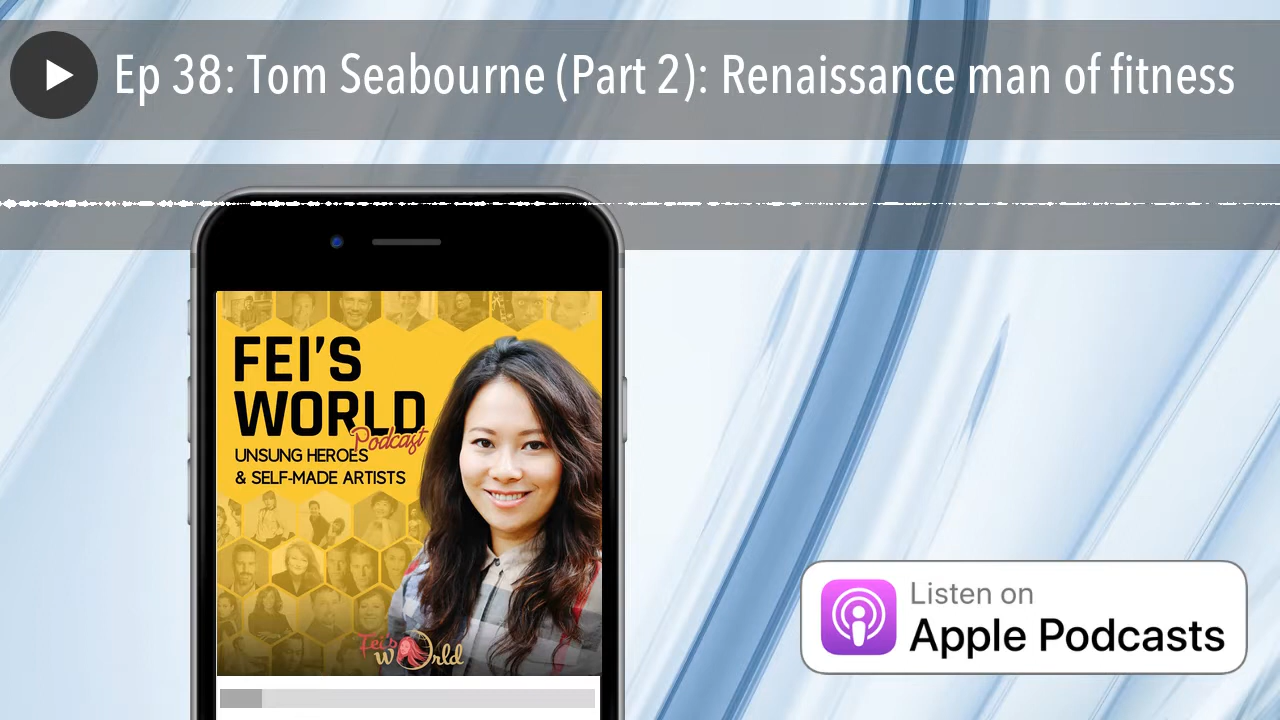 Ep 38: Tom Seabourne (Part 2): Renaissance man of fitness
FEI'S
WORLD
Podcast
UNSUNG HEROES
& SELF-MADE ARTISTS
Fei's
WOrld
Listen on
Apple Podcasts